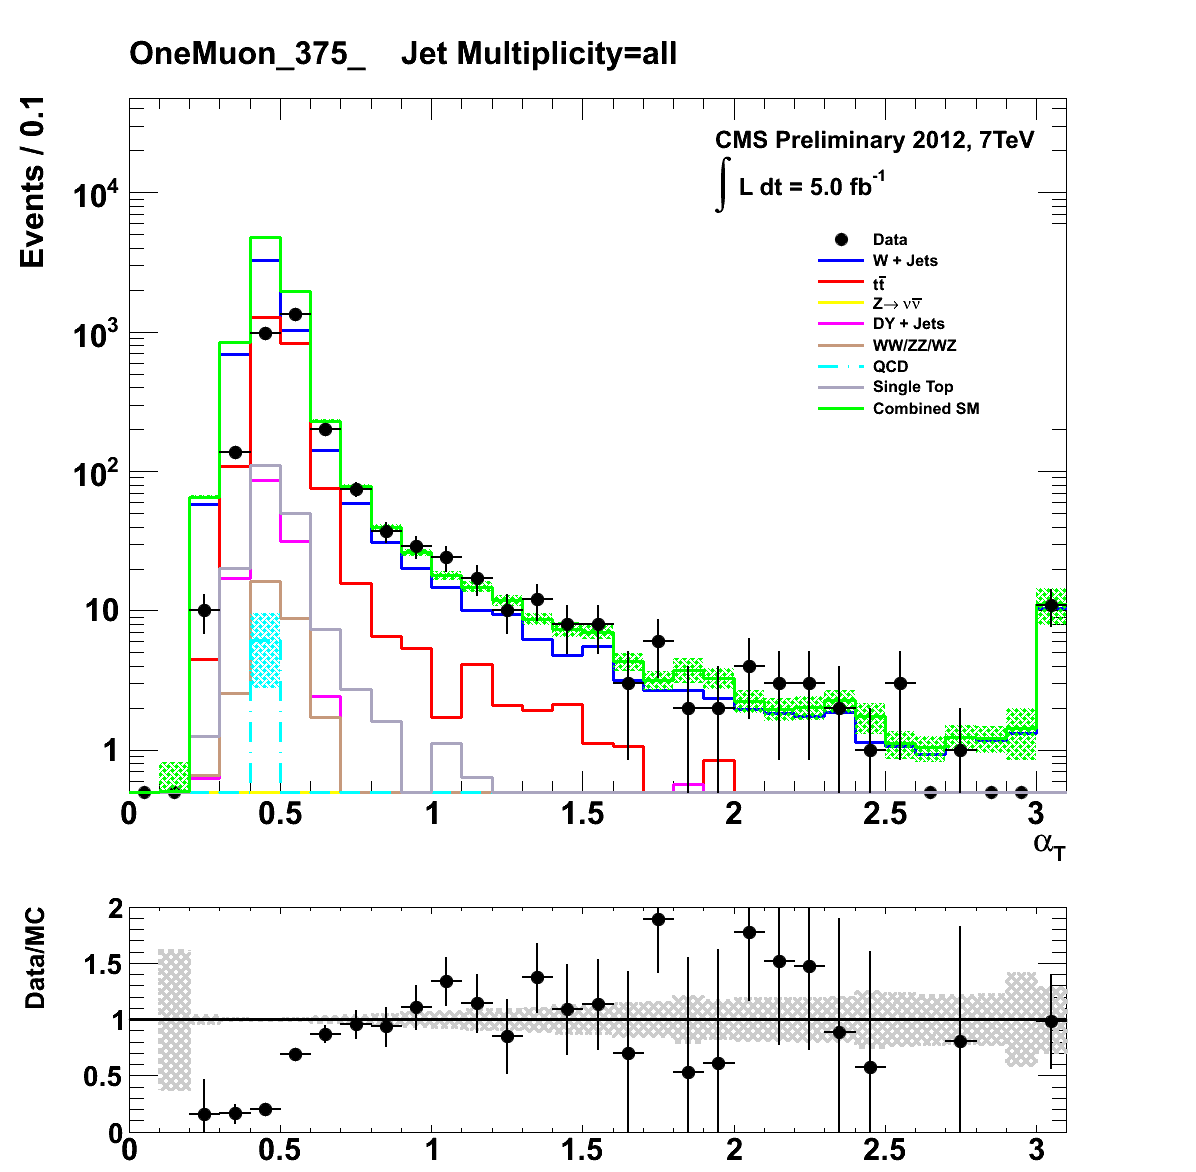 OneMuon_375_ Jet Multiplicity=all
Events / 0.1
CMS Preliminary 2012, 7TeV
∫ L dt = 5.0 fb⁻¹
Data
W + Jets
tt̅
Z→ νν̅
DY + Jets
WW/ZZ/WZ
QCD
Single Top
Combined SM
10⁴
10³
10²
10
1
0 0.5 1 1.5 2 2.5 3
α_T
Data/MC
2
1.5
1
0.5
0
0 0.5 1 1.5 2 2.5 3